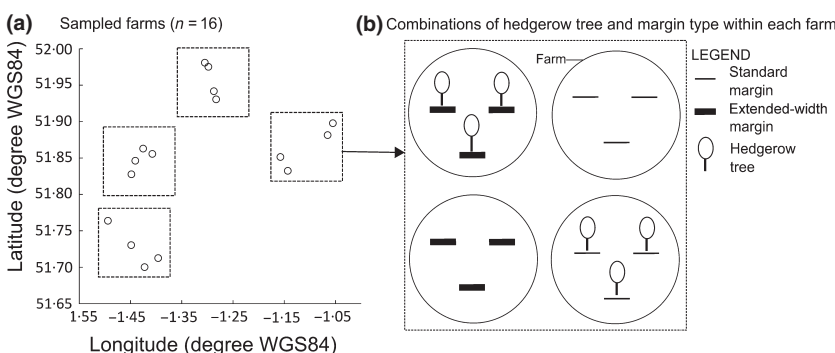 (a) Sampled farms (n = 16)
52·00
51·95
51·90
51·85
51·80
51·75
51·70
51·65
Latitude (degree WGS84)
1·55 −1·45 −1·35 −1·25 −1·15 −1·05
Longitude (degree WGS84)
(b) Combinations of hedgerow tree and margin type within each farm
Farm
LEGEND
Standard
margin
Extended-width
margin
Hedgerow
tree